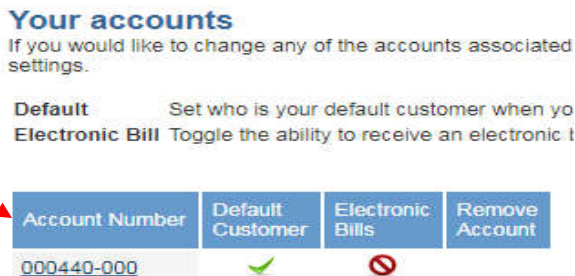 Your accounts
If you would like to change any of the accounts associated
settings.
Default Set who is your default customer when yo
Electronic Bill Toggle the ability to receive an electronic
Account Number Default Customer Electronic Bills Remove Account
000440-000